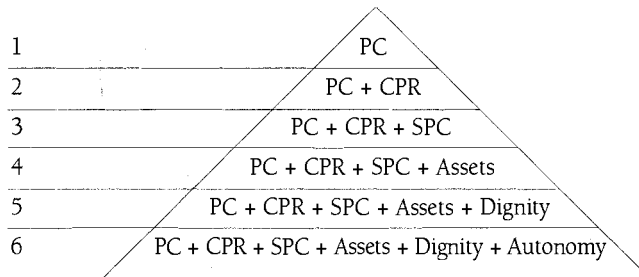 1 PC
2 PC + CPR
3 PC + CPR + SPC
4 PC + CPR + SPC + Assets
5 PC + CPR + SPC + Assets + Dignity
6 PC + CPR + SPC + Assets + Dignity + Autonomy